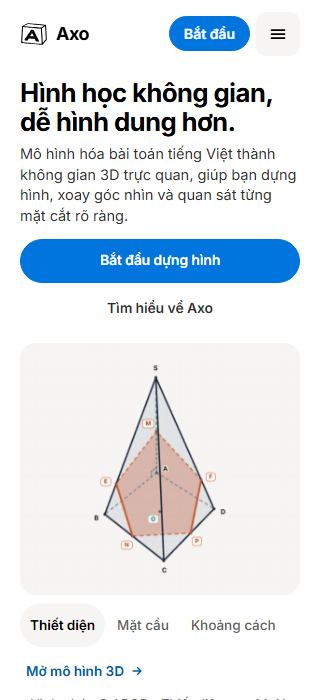 Axo
Bắt đầu
Hình học không gian,
dễ hình dung hơn.
Mô hình hóa bài toán tiếng Việt thành
không gian 3D trực quan, giúp bạn dựng
hình, xoay góc nhìn và quan sát từng
mặt cắt rõ ràng.
Bắt đầu dựng hình
Tìm hiểu về Axo
S
M
A
E
F
B
O
D
N
P
C
Thiết diện
Mặt cầu
Khoảng cách
Mở mô hình 3D →